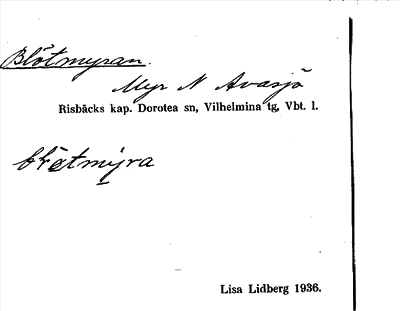 Blötmyran.
Myr N Avasjö
Risbäcks kap. Dorotea sn, Vilhelmina tg, Vbt. l.
blötmyra
Lisa Lidberg 1936.